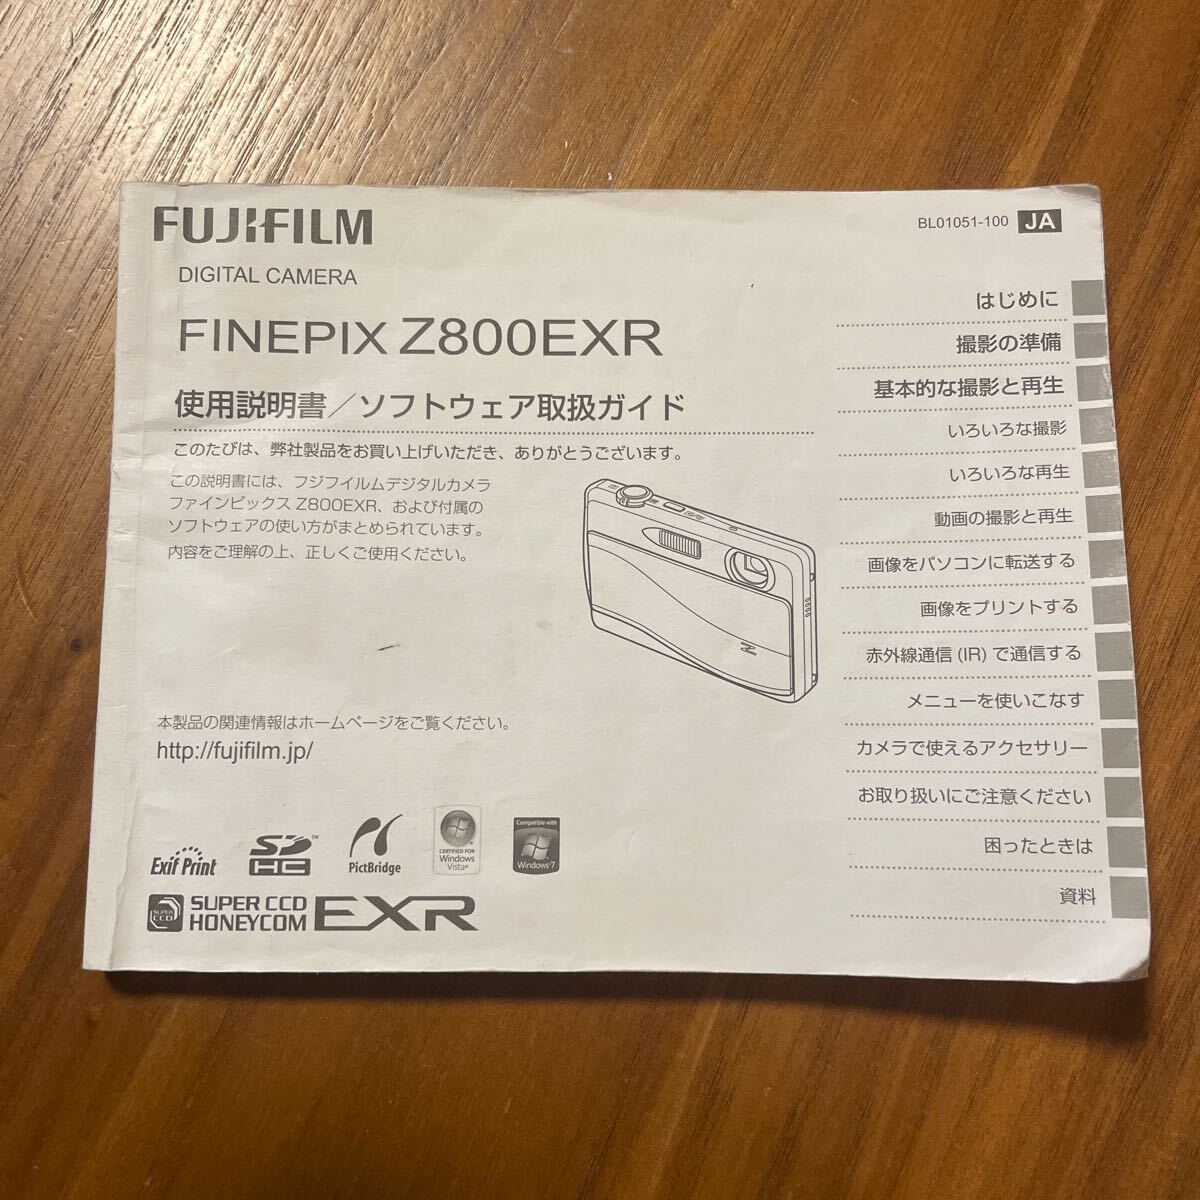 FUJIFILM
BL01051-100 JA
DIGITAL CAMERA
FINEPIX Z800EXR
使用説明書／ソフトウェア取扱ガイド
このたびは、弊社製品をお買い上げいただき、ありがとうございます。
この説明書には、フジフイルムデジタルカメラ
ファインピックス Z800EXR、および付属の
ソフトウェアの使い方がまとめられています。
内容をご理解の上、正しくご使用ください。
本製品の関連情報はホームページをご覧ください。
http://fujifilm.jp/
Exif Print
SD HC ™
PictBridge
CERTIFIED FOR
Windows
Vista®
Compatible with
Windows 7
SUPER CCD
SUPER CCD
HONEYCOM EXR
はじめに
撮影の準備
基本的な撮影と再生
いろいろな撮影
いろいろな再生
動画の撮影と再生
画像をパソコンに転送する
画像をプリントする
赤外線通信 (IR) で通信する
メニューを使いこなす
カメラで使えるアクセサリー
お取り扱いにご注意ください
困ったときは
資料